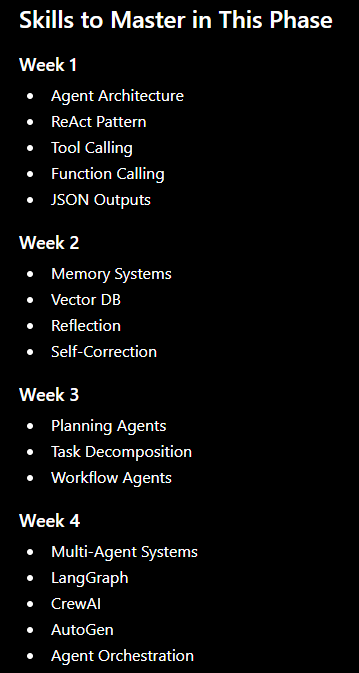 Skills to Master in This Phase
Week 1
• Agent Architecture
• ReAct Pattern
• Tool Calling
• Function Calling
• JSON Outputs
Week 2
• Memory Systems
• Vector DB
• Reflection
• Self-Correction
Week 3
• Planning Agents
• Task Decomposition
• Workflow Agents
Week 4
• Multi-Agent Systems
• LangGraph
• CrewAI
• AutoGen
• Agent Orchestration